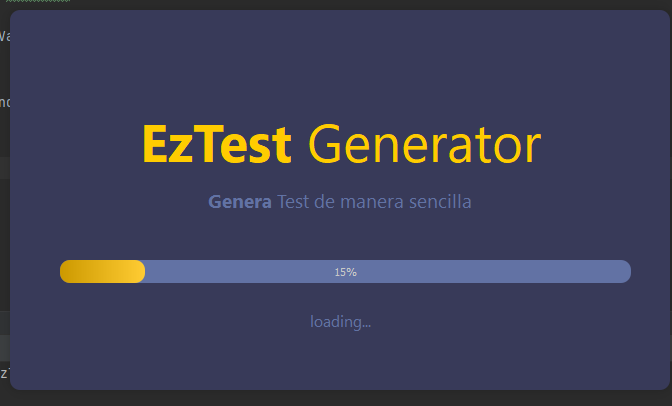 EzTest Generator
Genera Test de manera sencilla
15%
loading...